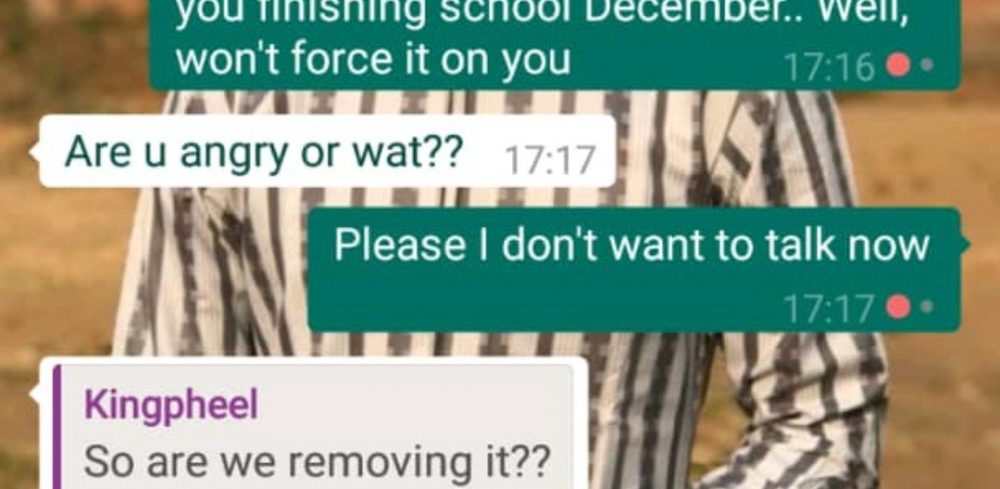 you finishing school December.. Well,
won't force it on you
17:16
Are u angry or wat?? 17:17
Please I don't want to talk now
17:17
Kingpheel
So are we removing it??